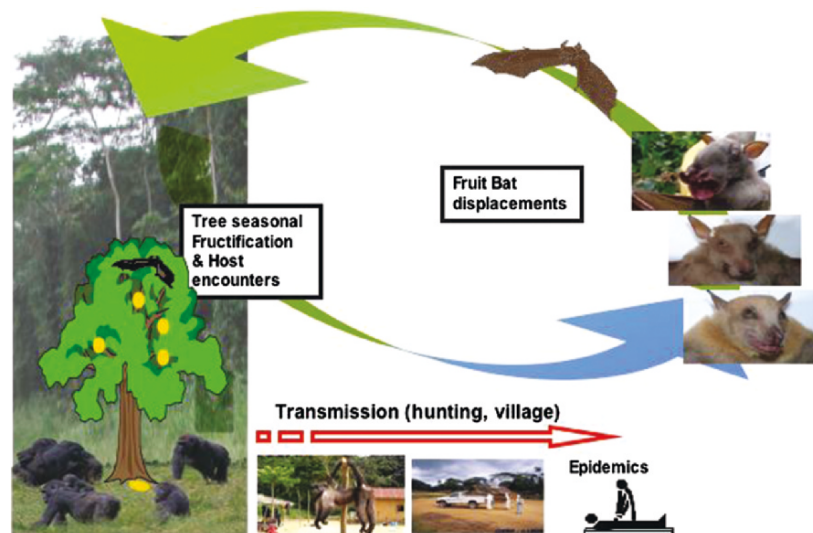 Fruit Bat
displacements
Tree seasonal
Fructification
& Host
encounters
Transmission (hunting, village)
Epidemics